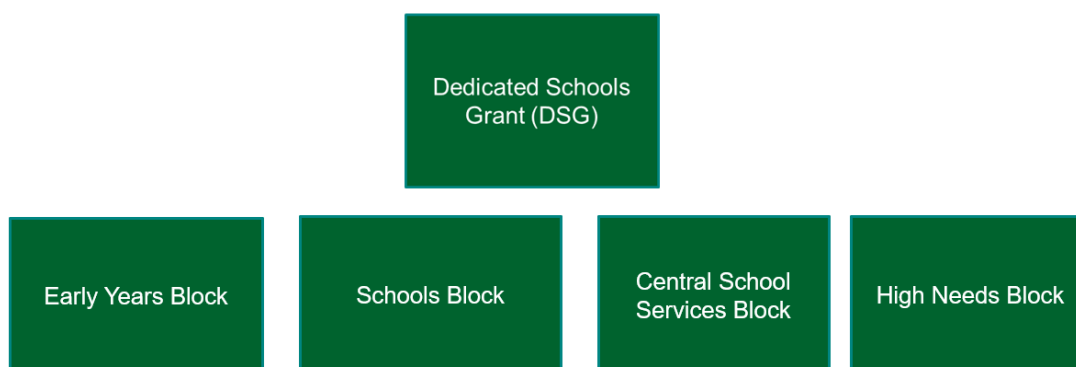 Dedicated Schools
Grant (DSG)
Early Years Block
Schools Block
Central School
Services Block
High Needs Block